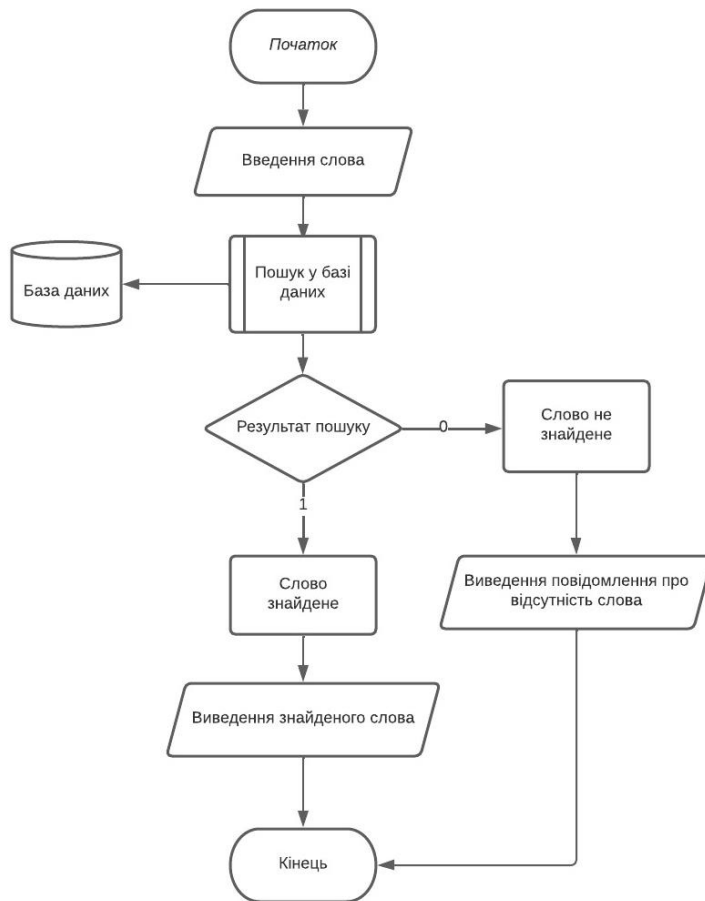 Початок
Введення слова
Пошук у базі
даних
База даних
Результат пошуку
0
Слово не
знайдене
1
Слово
знайдене
Виведення повідомлення про
відсутність слова
Виведення знайденого слова
Кінець